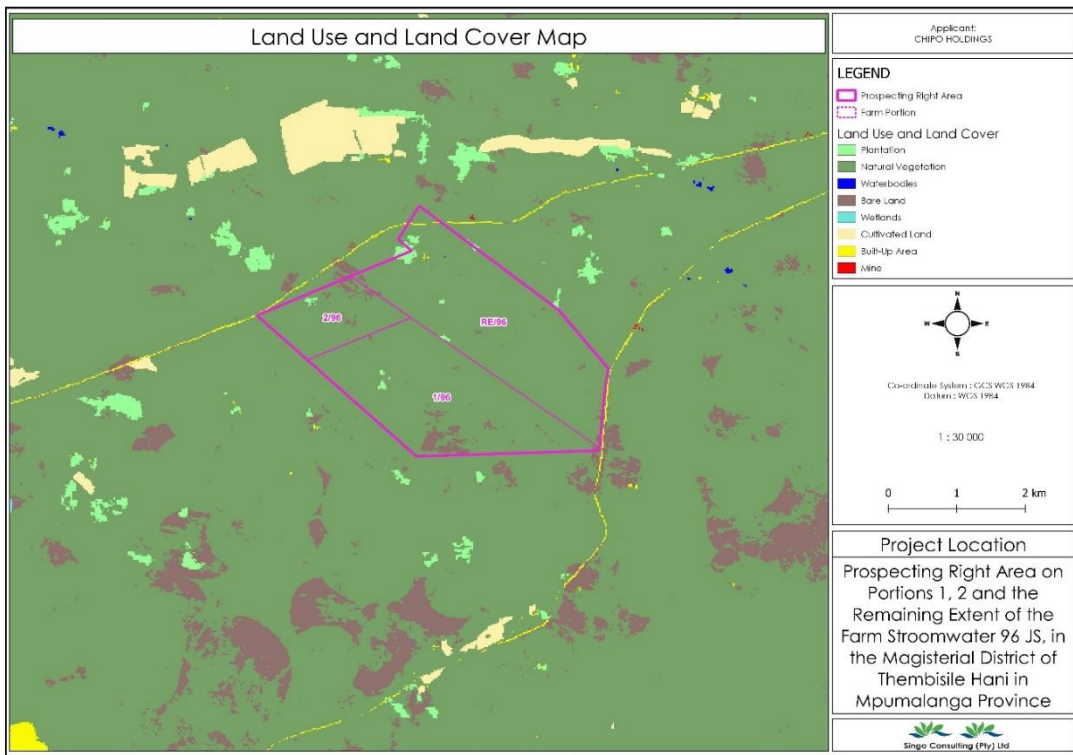 Land Use and Land Cover Map
Applicant:
CHIPO HOLDINGS
LEGEND
Prospecting Right Area
Farm Portion
Land Use and Land Cover
Plantation
Natural Vegetation
Waterbodies
Bare Land
Wetlands
Cultivated Land
Built-Up Area
Mine
2/96
RE/96
1/96
N
W
E
S
Co-ordinate System : GCS WGS 1984
Datum : WGS 1984
1 : 30 000
0 1 2 km
Project Location
Prospecting Right Area on
Portions 1, 2 and the
Remaining Extent of the
Farm Stroomwater 96 JS, in
the Magisterial District of
Thembisile Hani in
Mpumalanga Province
Singo Consulting (Pty) Ltd